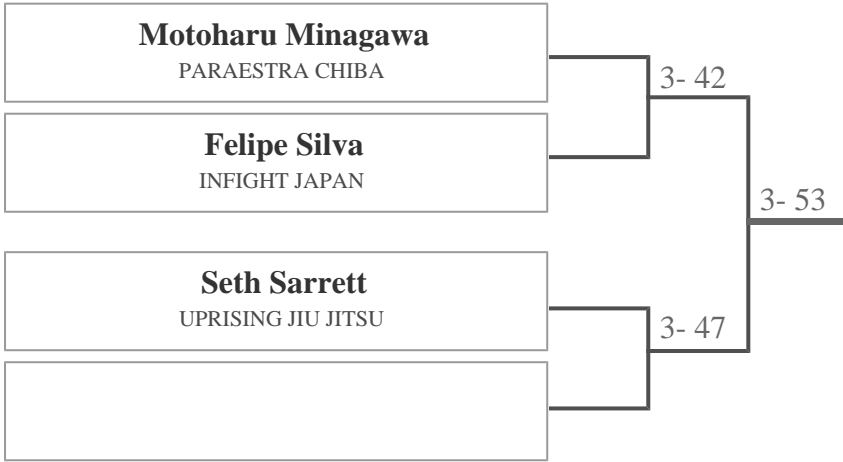 Motoharu Minagawa
PARAESTRA CHIBA
3- 42
Felipe Silva
INFIGHT JAPAN
3- 53
Seth Sarrett
UPRISING JIU JITSU
3- 47